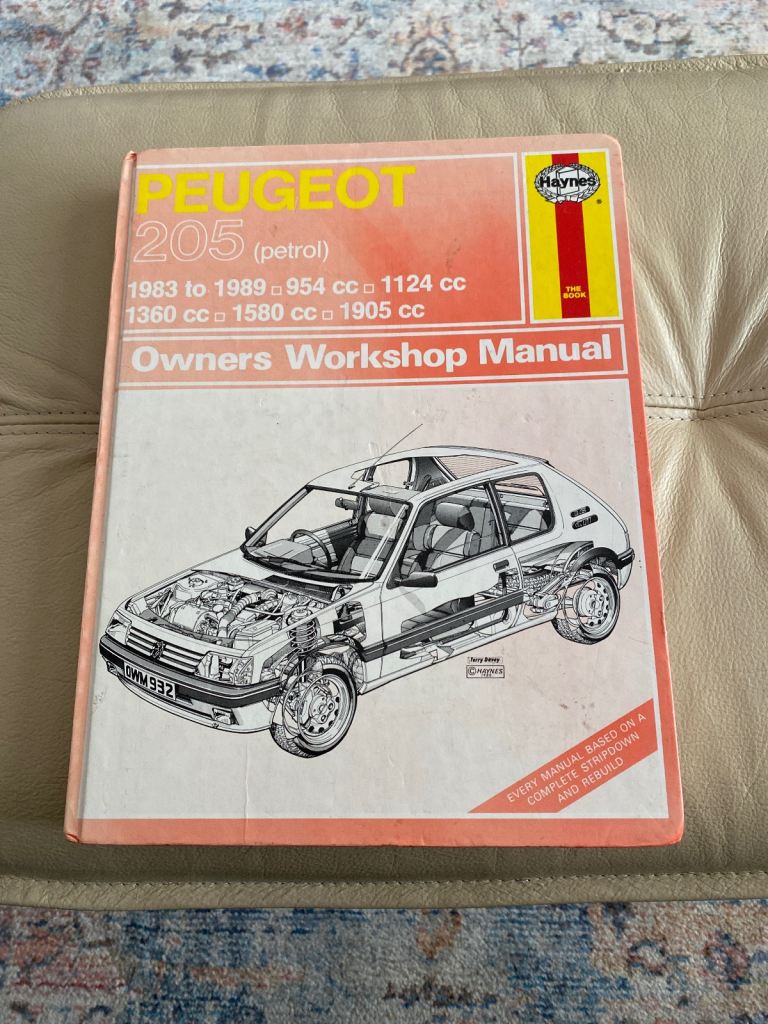 PEUGEOT
205 (petrol)
1983 to 1989 □ 954 cc □ 1124 cc
1360 cc □ 1580 cc □ 1905 cc
Haynes
®
THE
BOOK
Owners Workshop Manual
OWM 932
Terry Davey
© HAYNES
EVERY MANUAL BASED ON A
COMPLETE STRIPDOWN
AND REBUILD